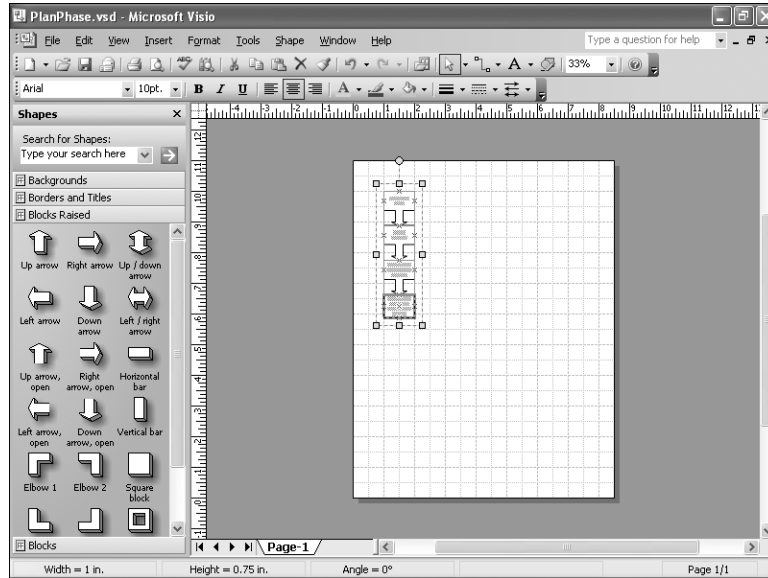 PlanPhase.vsd - Microsoft Visio
File Edit View Insert Format Tools Shape Window Help
Type a question for help
33%
Arial 10pt. B I U A
Shapes
Search for Shapes:
Type your search here
Backgrounds
Borders and Titles
Blocks Raised
Up arrow Right arrow Up / down arrow
Left arrow Down arrow Left / right arrow
Up arrow, open Right arrow, open Horizontal bar
Left arrow, open Down arrow, open Vertical bar
Elbow 1 Elbow 2 Square block
Blocks
Page-1
Width = 1 in. Height = 0.75 in. Angle = 0° Page 1/1